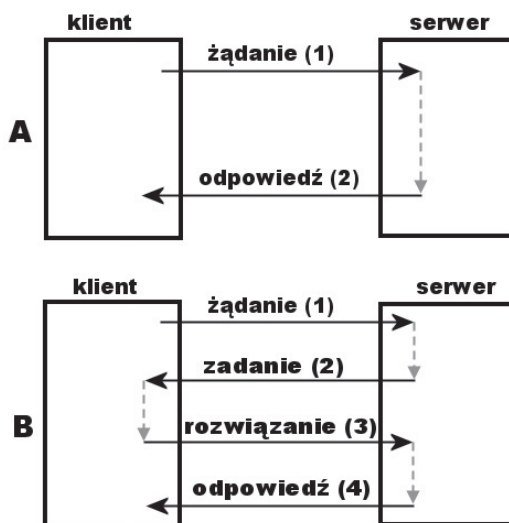 klient serwer
żądanie (1)
A
odpowiedź (2)
klient serwer
żądanie (1)
zadanie (2)
B
rozwiązanie (3)
odpowiedź (4)